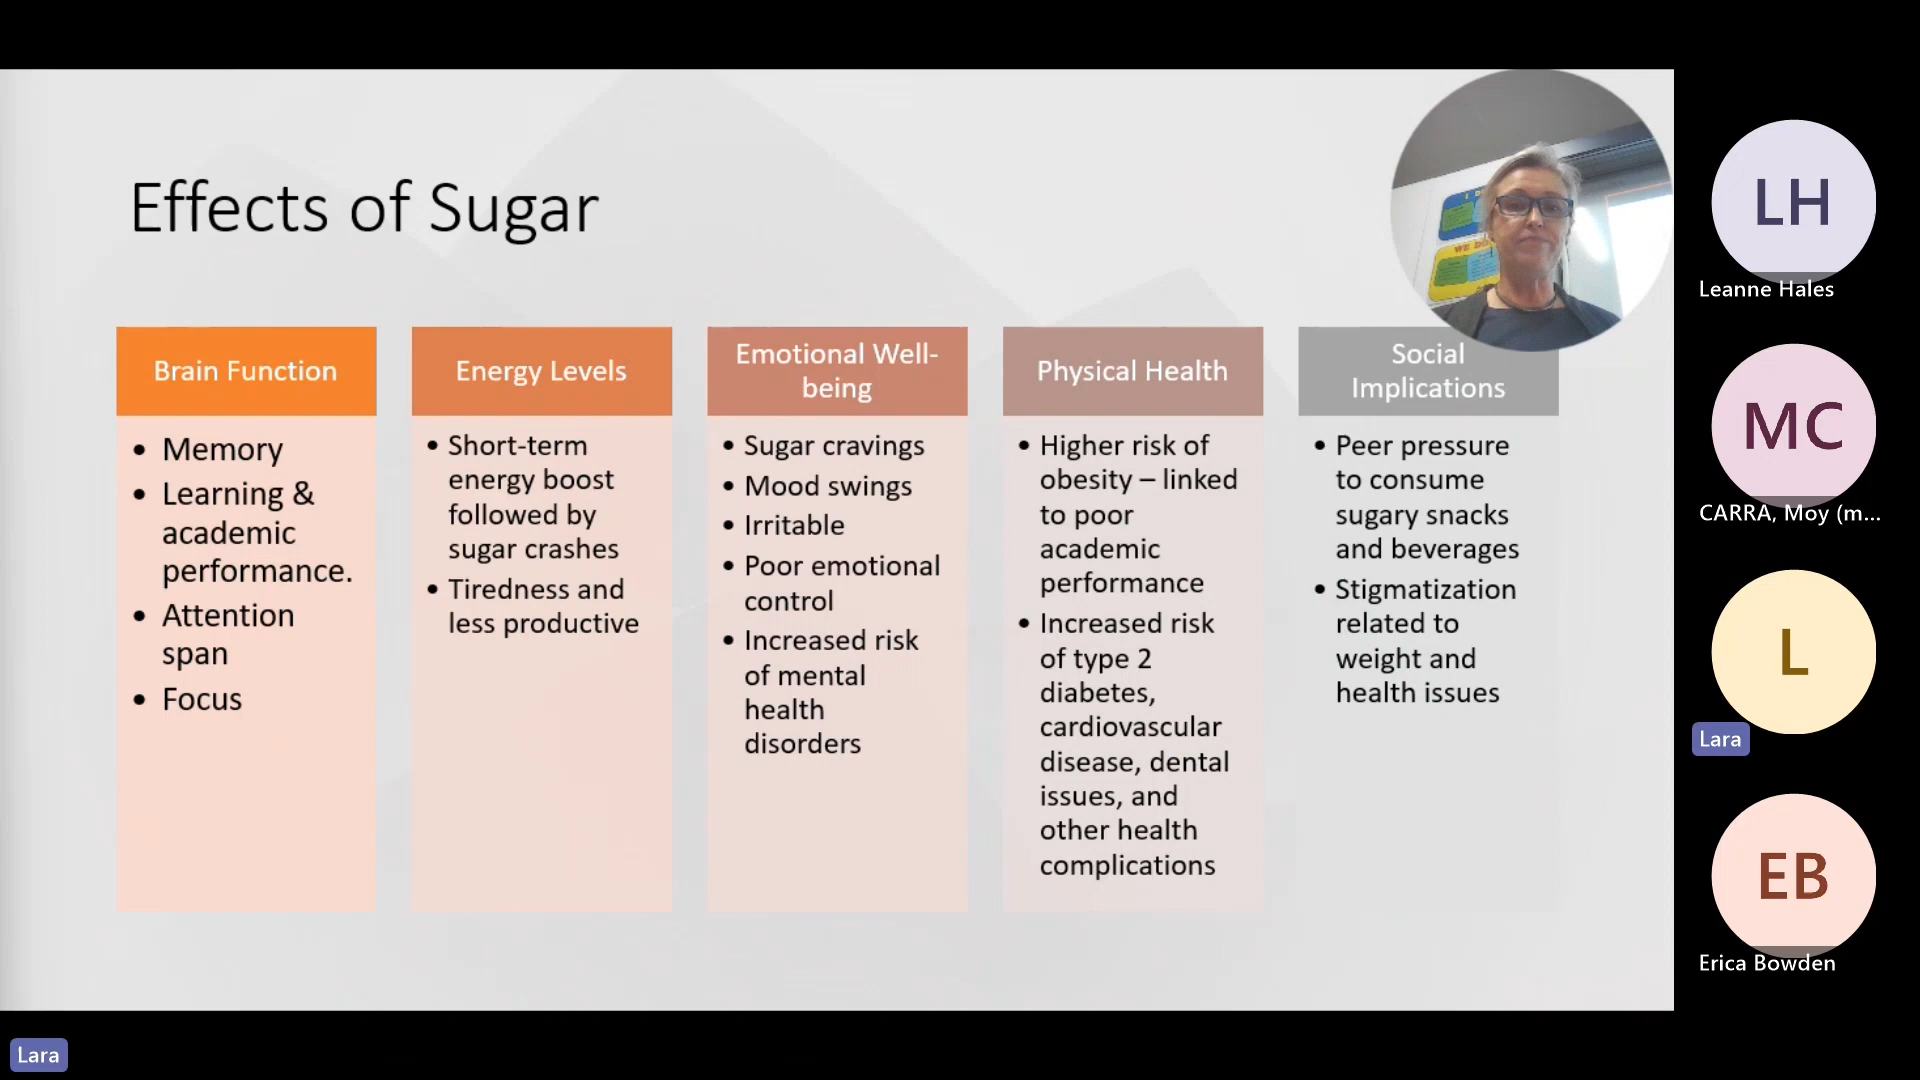 Effects of Sugar
Brain Function
• Memory
• Learning &
academic
performance.
• Attention
span
• Focus
Energy Levels
• Short-term
energy boost
followed by
sugar crashes
• Tiredness and
less productive
Emotional Well-
being
• Sugar cravings
• Mood swings
• Irritable
• Poor emotional
control
• Increased risk
of mental
health
disorders
Physical Health
• Higher risk of
obesity – linked
to poor
academic
performance
• Increased risk
of type 2
diabetes,
cardiovascular
disease, dental
issues, and
other health
complications
Social
Implications
• Peer pressure
to consume
sugary snacks
and beverages
• Stigmatization
related to
weight and
health issues
LH
Leanne Hales
MC
CARRA, Moy (m...
L
Lara
EB
Erica Bowden
Lara